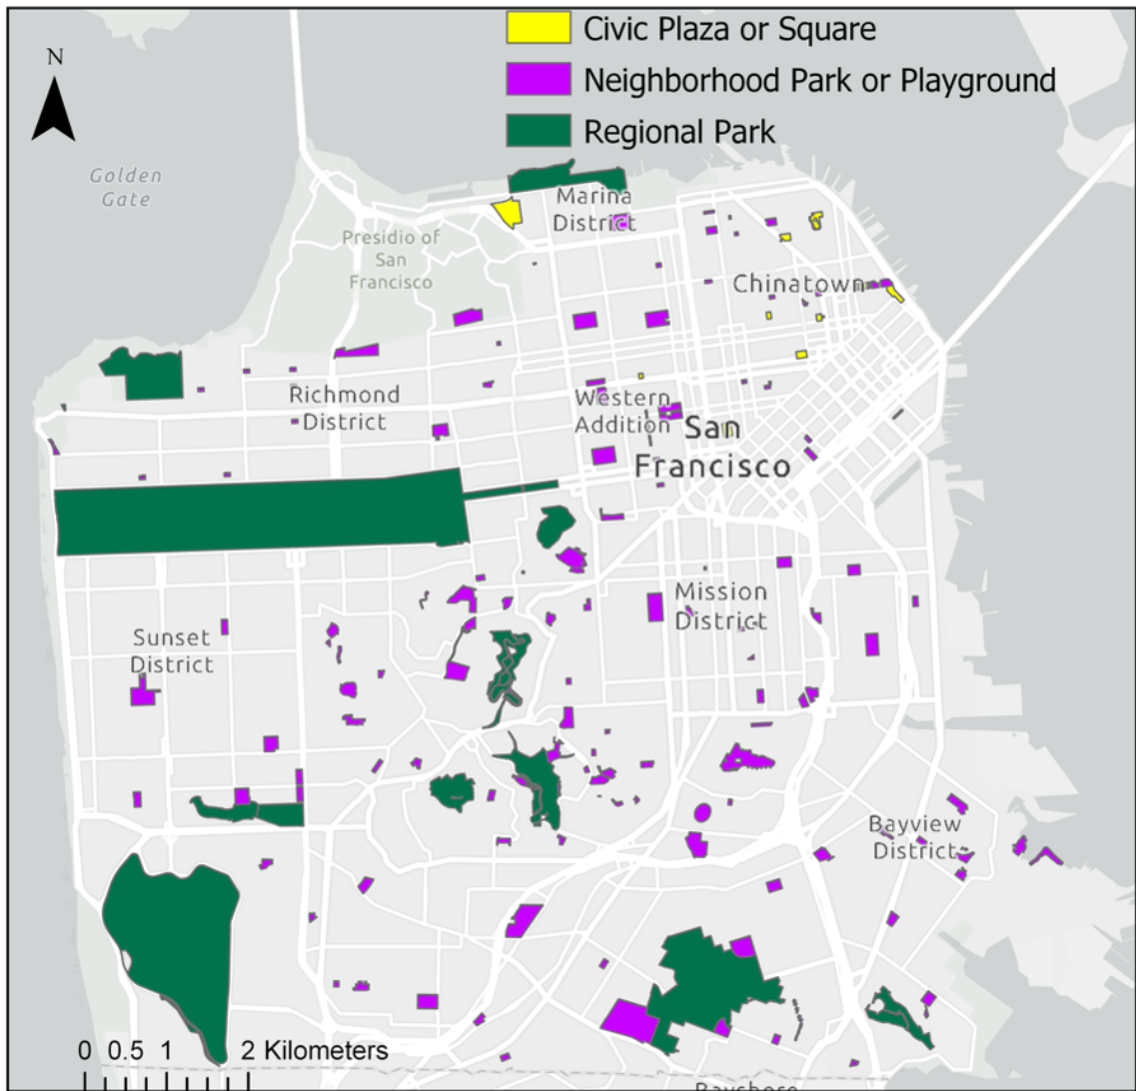 Civic Plaza or Square
Neighborhood Park or Playground
Regional Park
N
Golden
Gate
Marina
District
Presidio of
San
Francisco
Chinatown
Richmond
District
Western
Addition
San
Francisco
Mission
District
Sunset
District
Bayview
District
0 0.5 1 2 Kilometers
Bayshore